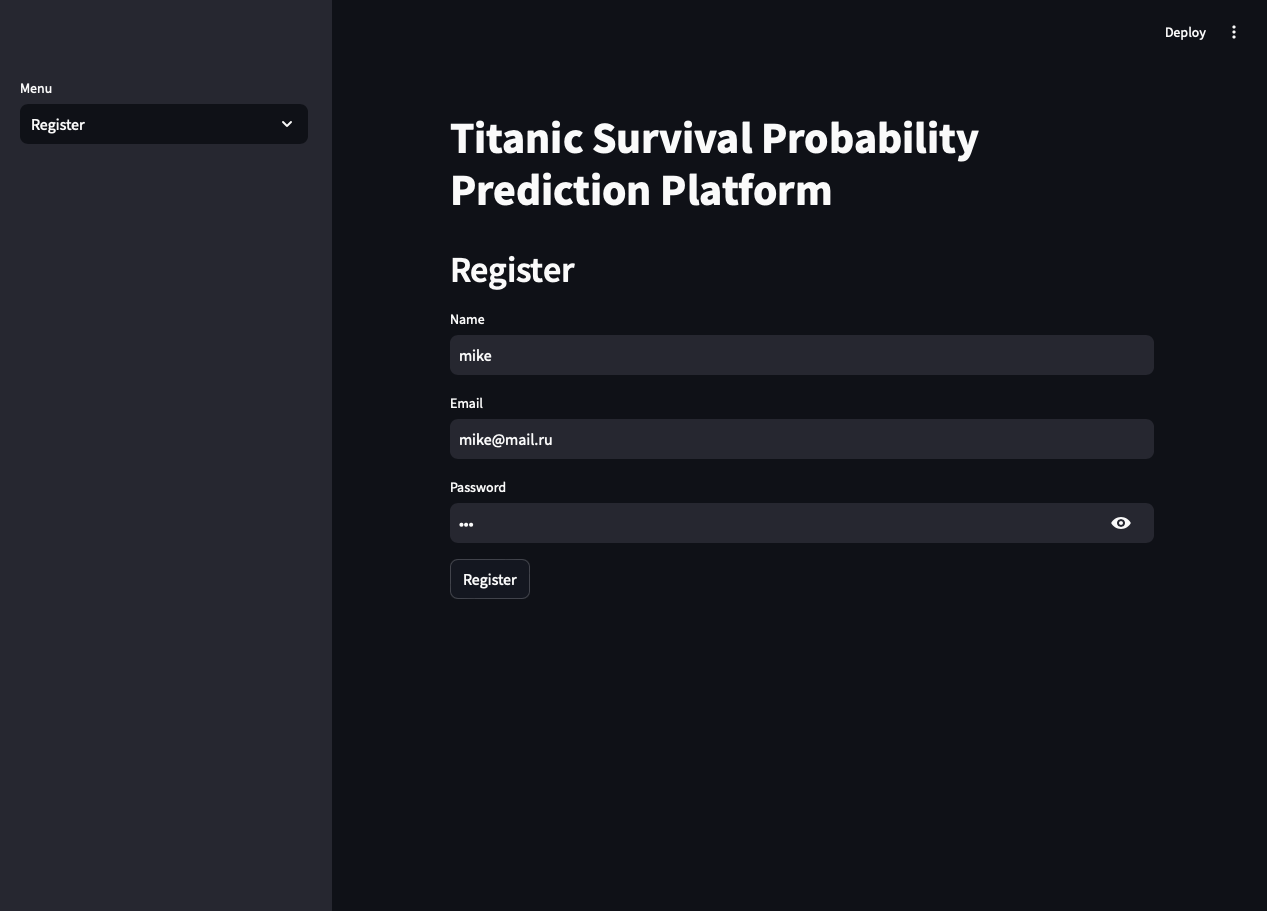 Deploy
Menu
Register
Titanic Survival Probability
Prediction Platform
Register
Name
mike
Email
mike@mail.ru
Password
•••
Register